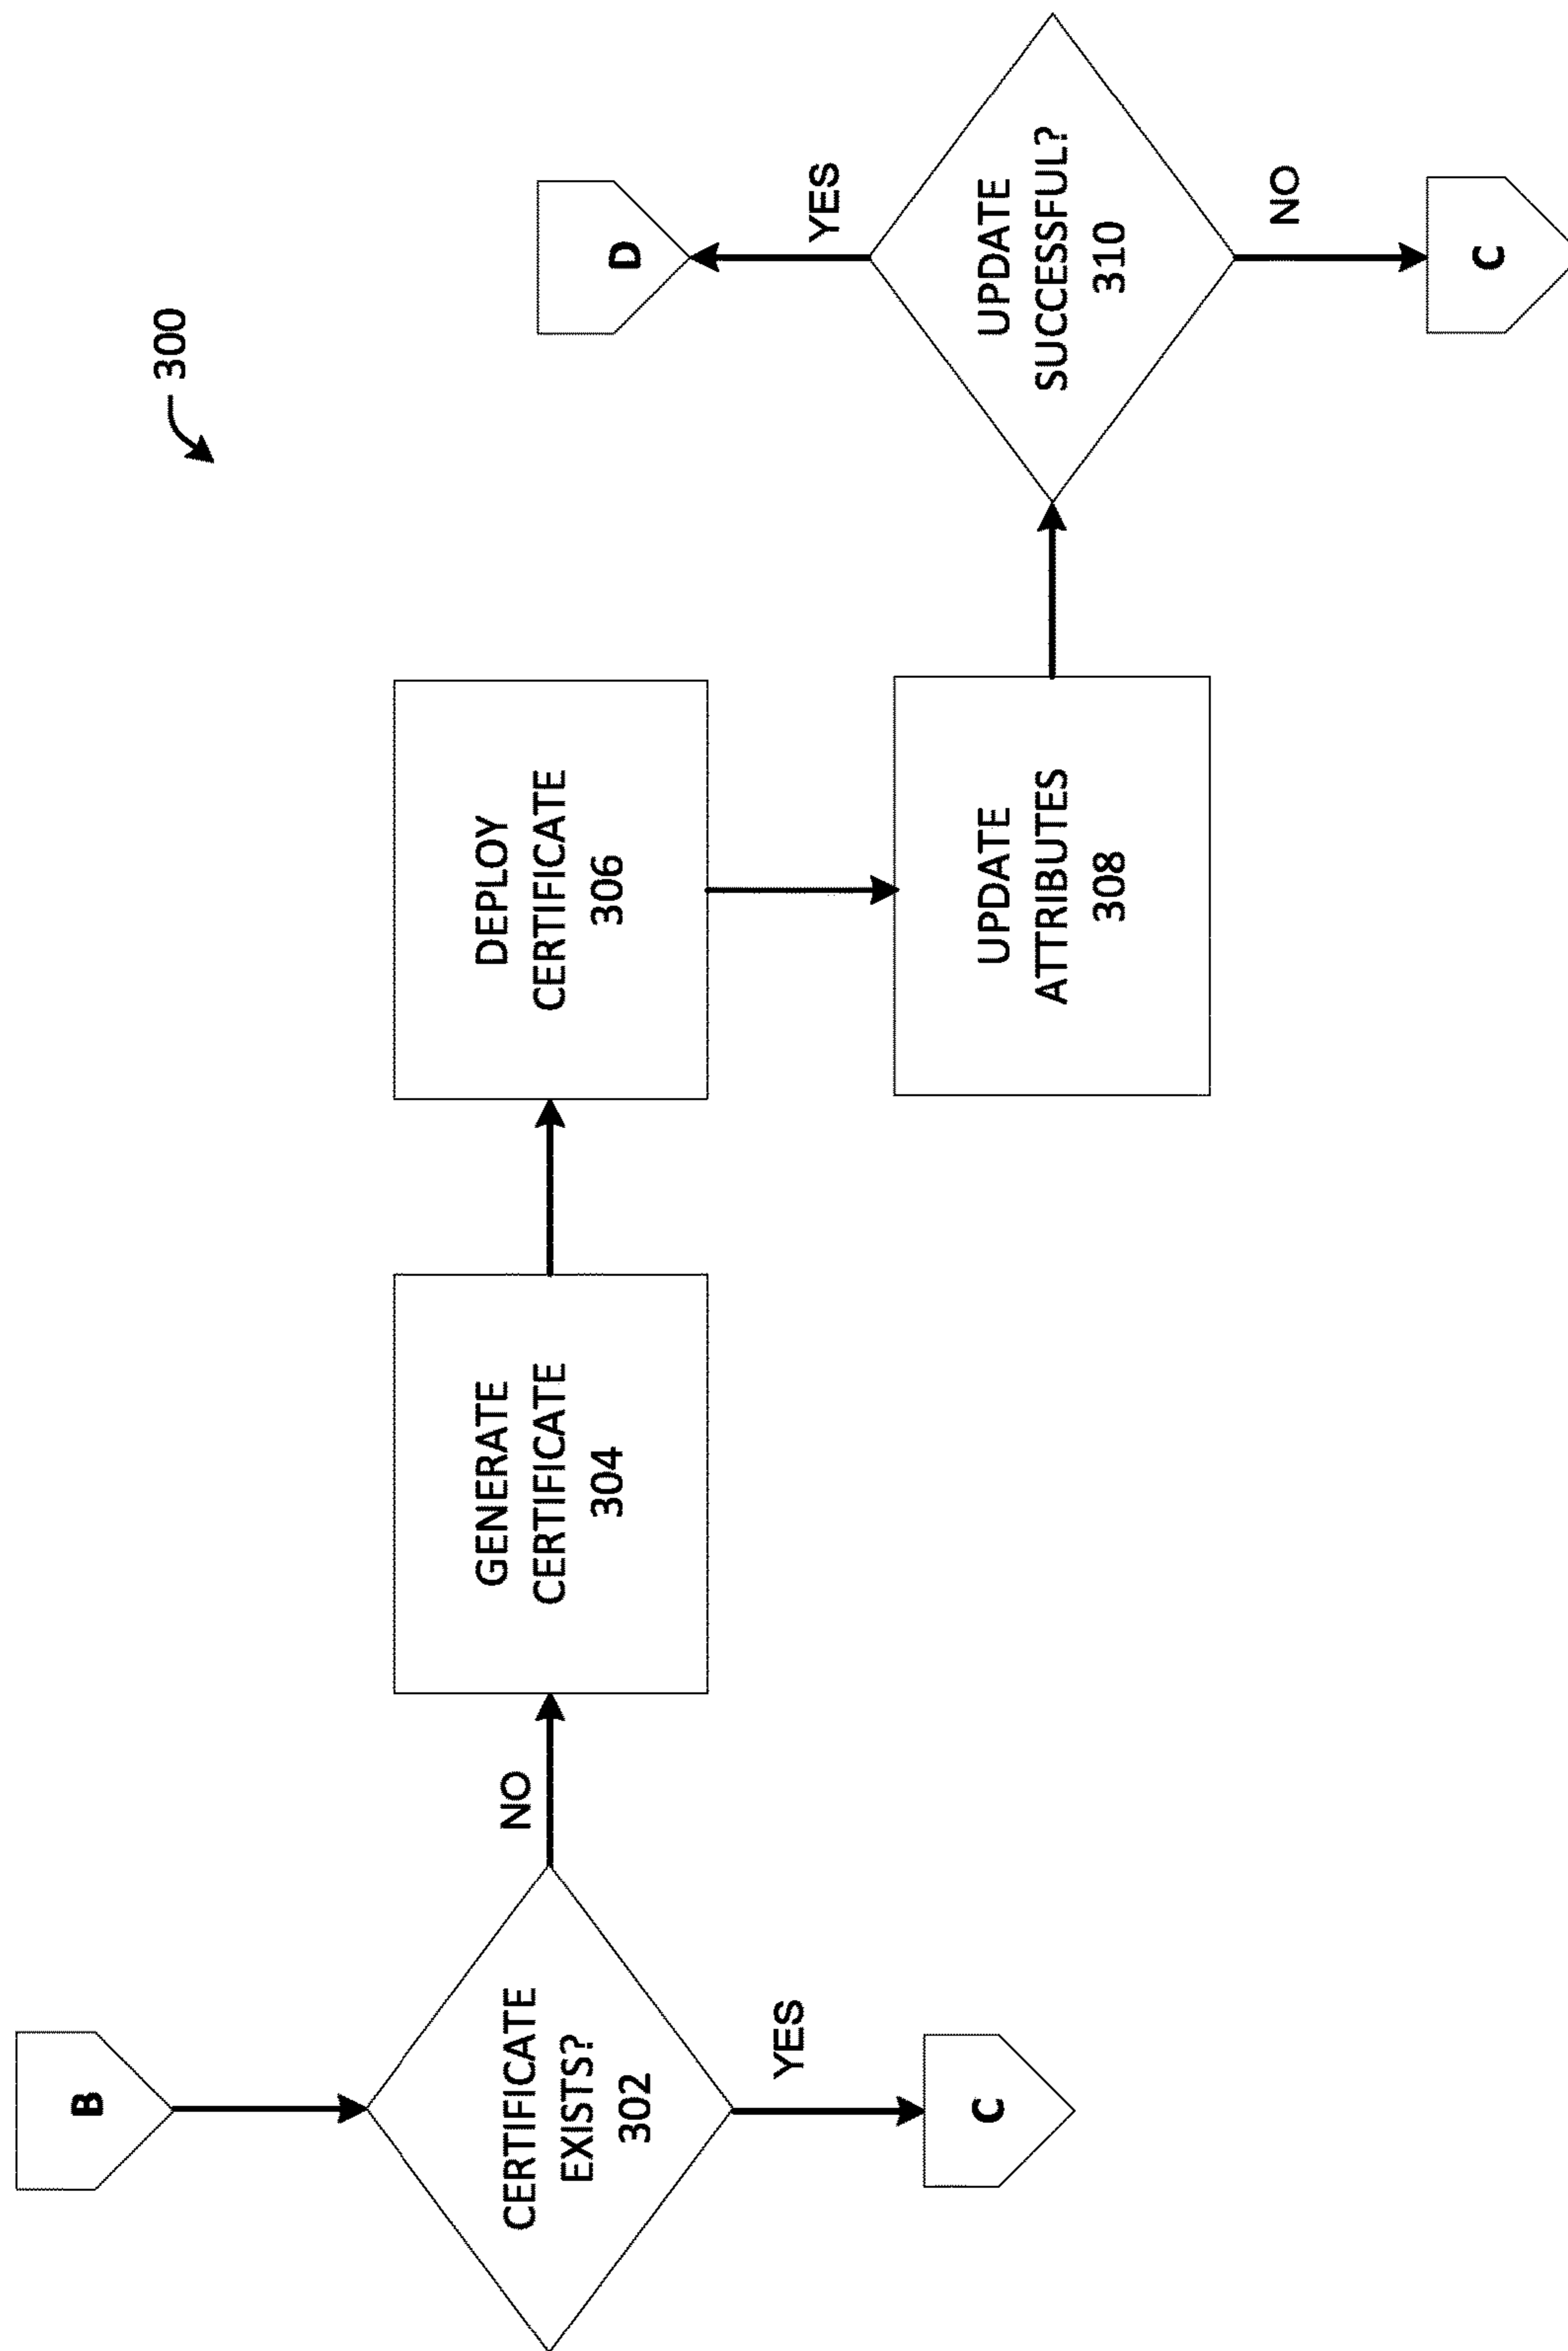 300
B
CERTIFICATE
EXISTS?
302
YES
C
NO
GENERATE
CERTIFICATE
304
DEPLOY
CERTIFICATE
306
UPDATE
ATTRIBUTES
308
UPDATE
SUCCESSFUL?
310
YES
D
NO
C